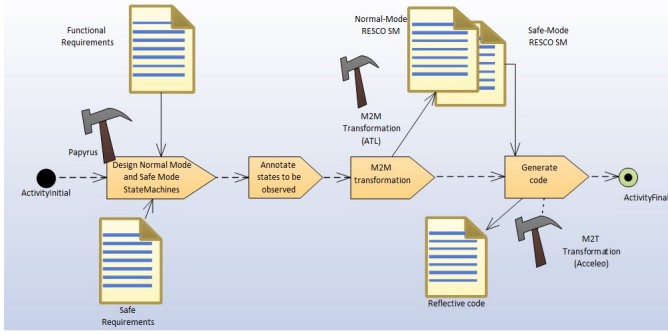 Functional
Requirements
Normal-Mode
RESCO SM
Safe-Mode
RESCO SM
M2M
Transformation
(ATL)
Papyrus
Design Normal Mode
and Safe Mode
StateMachines
Annotate
states to be
observed
M2M
transformation
Generate
code
ActivityInitial
ActivityFinal
Safe
Requirements
Reflective code
M2T
Transformation
(Acceleo)